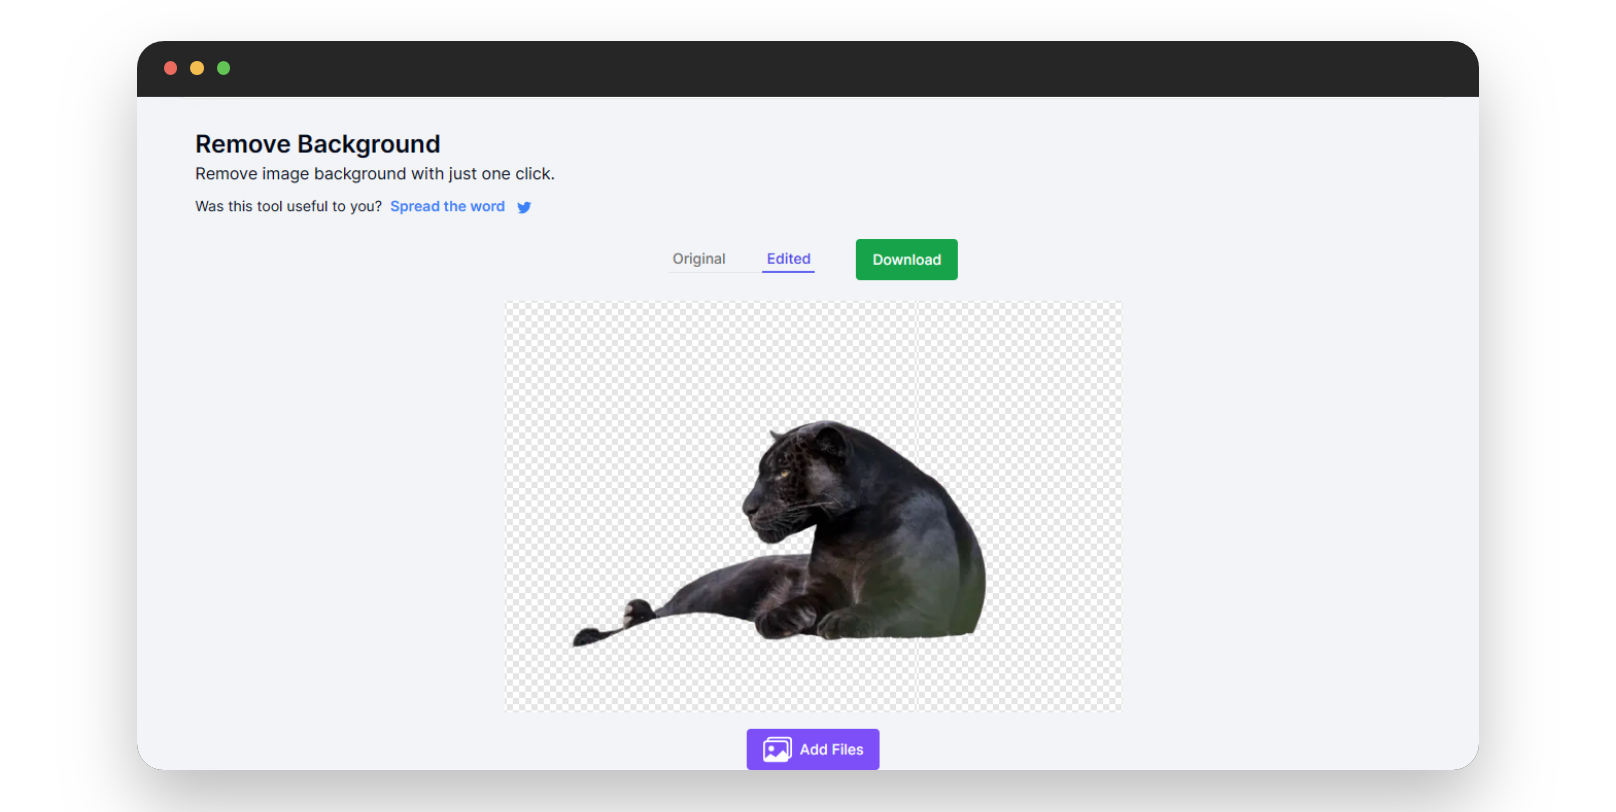 Remove Background
Remove image background with just one click.
Was this tool useful to you? Spread the word
Original Edited Download
Add Files